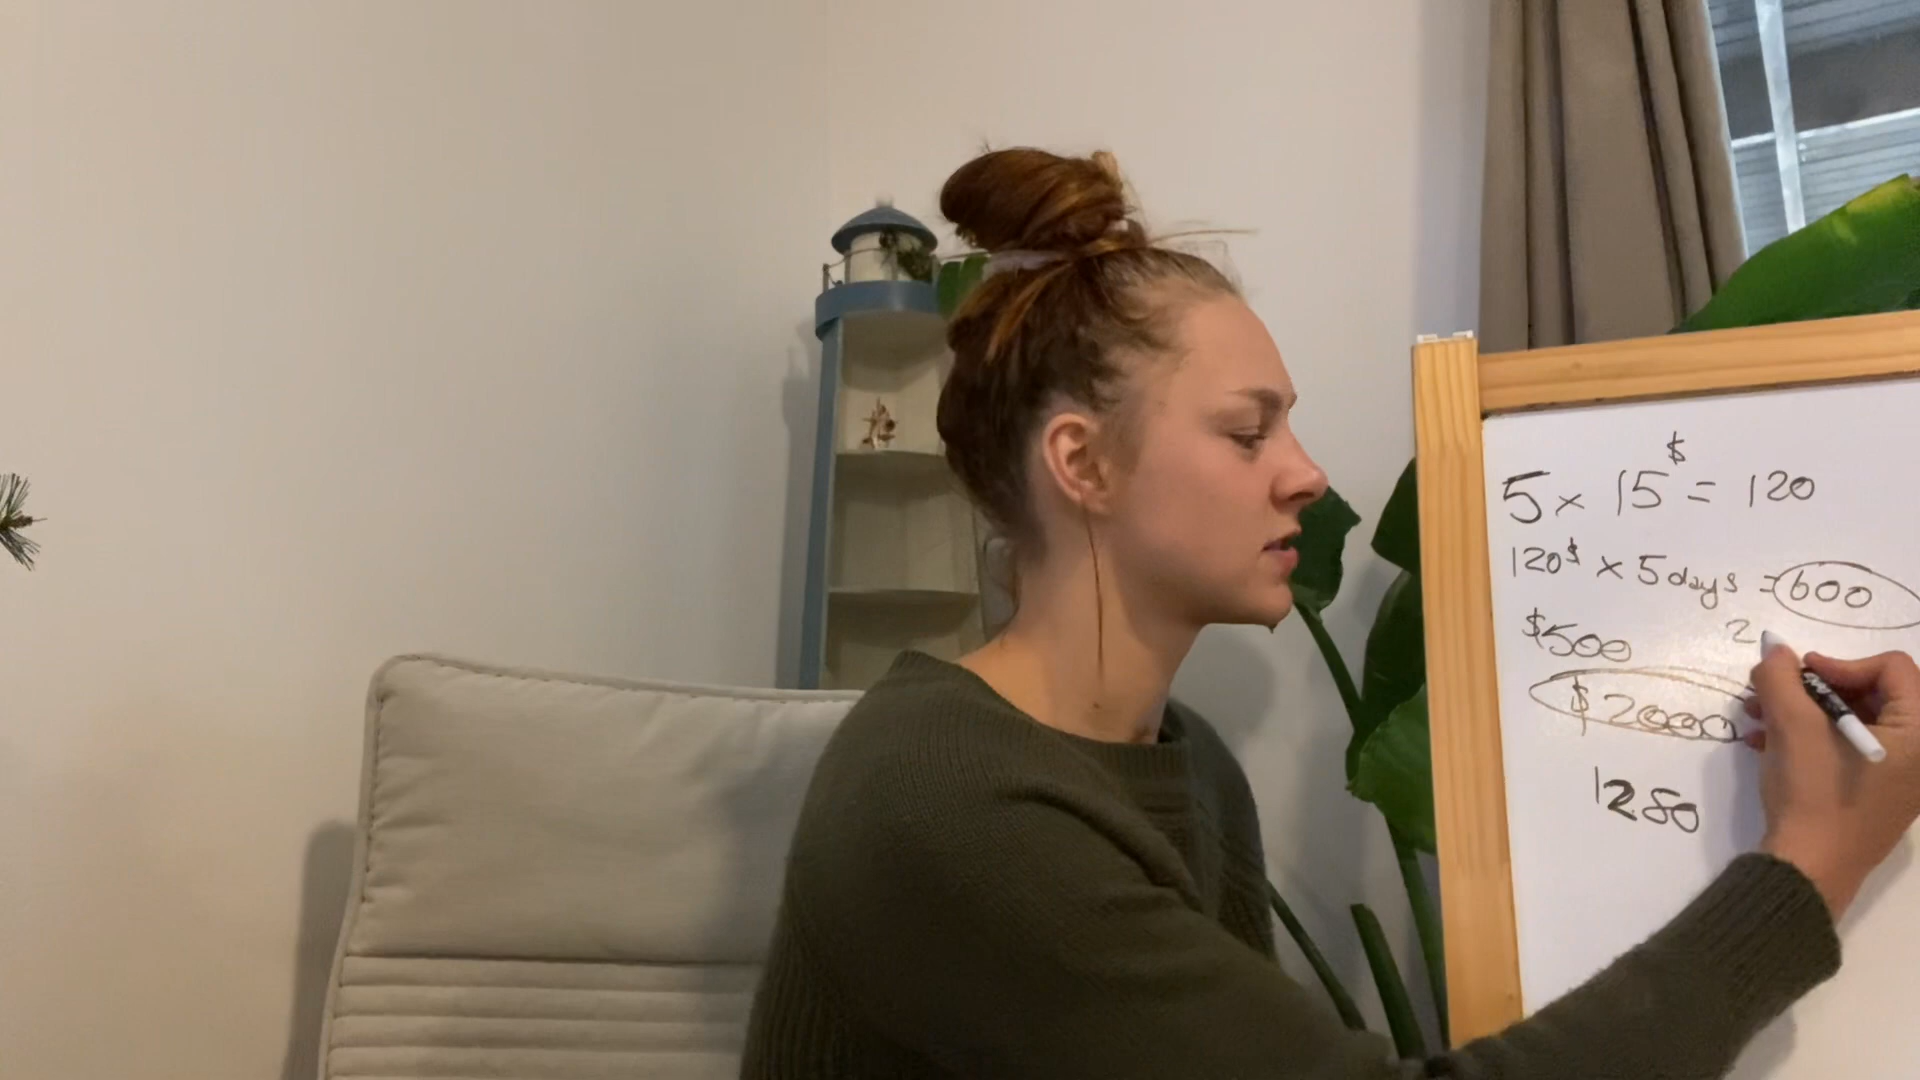 5 x 15$ = 120
120$ x 5 days = 600
$500 2
$2000
1280